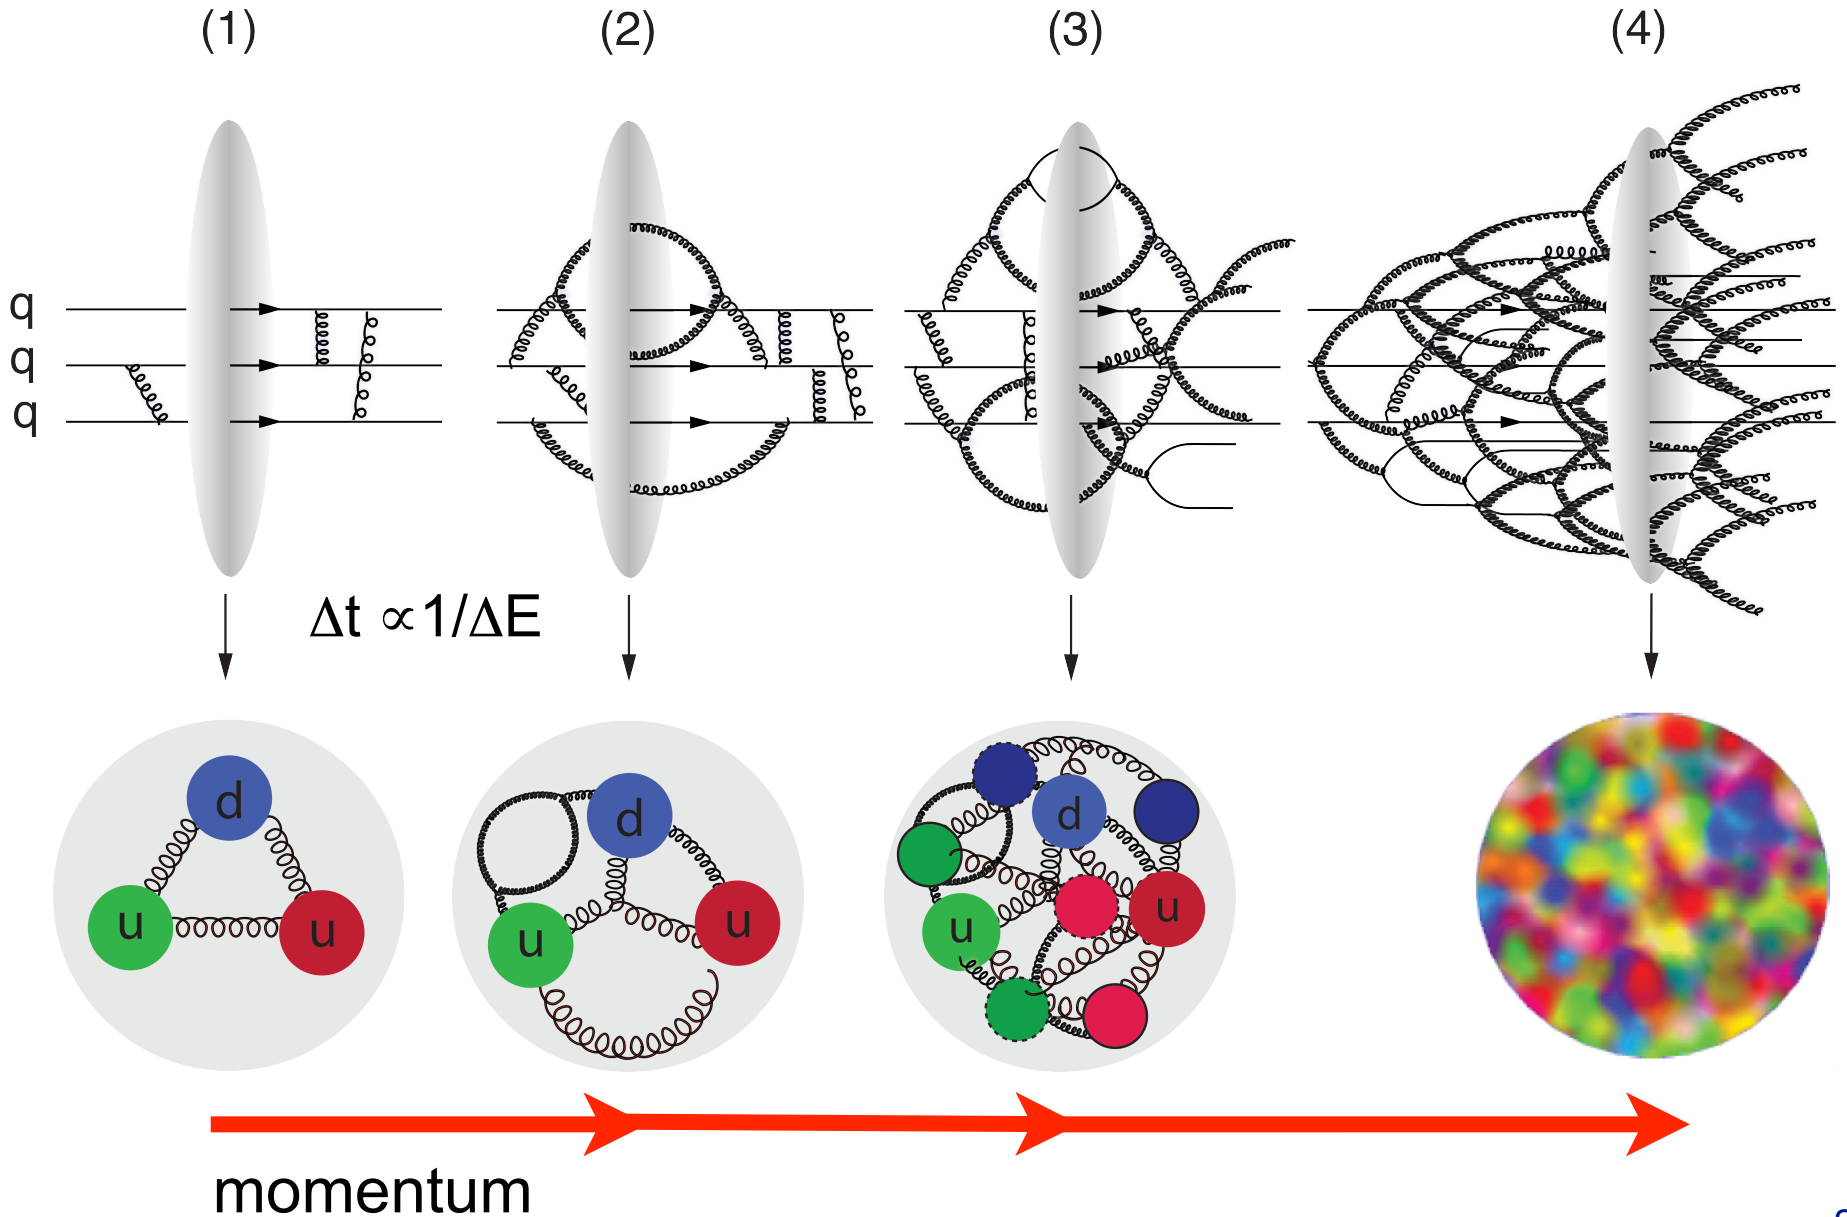 (1) (2) (3) (4)
q
q
q
Δt ∝1/ΔE
d
u u
d
u u
d
u u
momentum